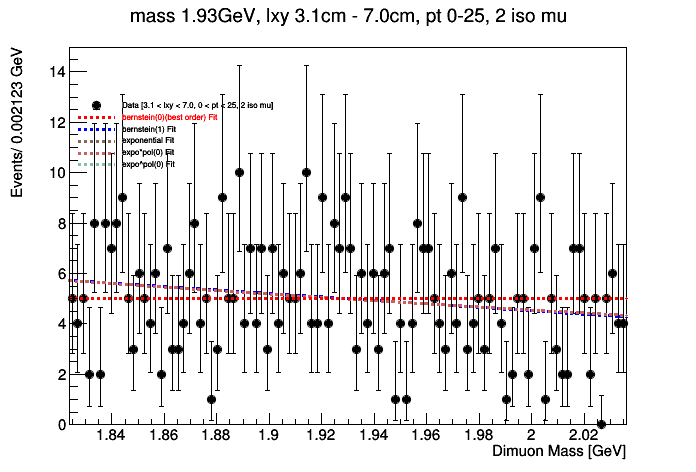 mass 1.93GeV, lxy 3.1cm - 7.0cm, pt 0-25, 2 iso mu
Events/ 0.002123 GeV
14
12
10
8
6
4
2
0
Data [3.1 < lxy < 7.0, 0 < pt < 25, 2 iso mu]
bernstein(0)(best order) Fit
bernstein(1) Fit
exponential Fit
expo*pol(0) Fit
expo^pol(0) Fit
1.84 1.86 1.88 1.9 1.92 1.94 1.96 1.98 2 2.02
Dimuon Mass [GeV]